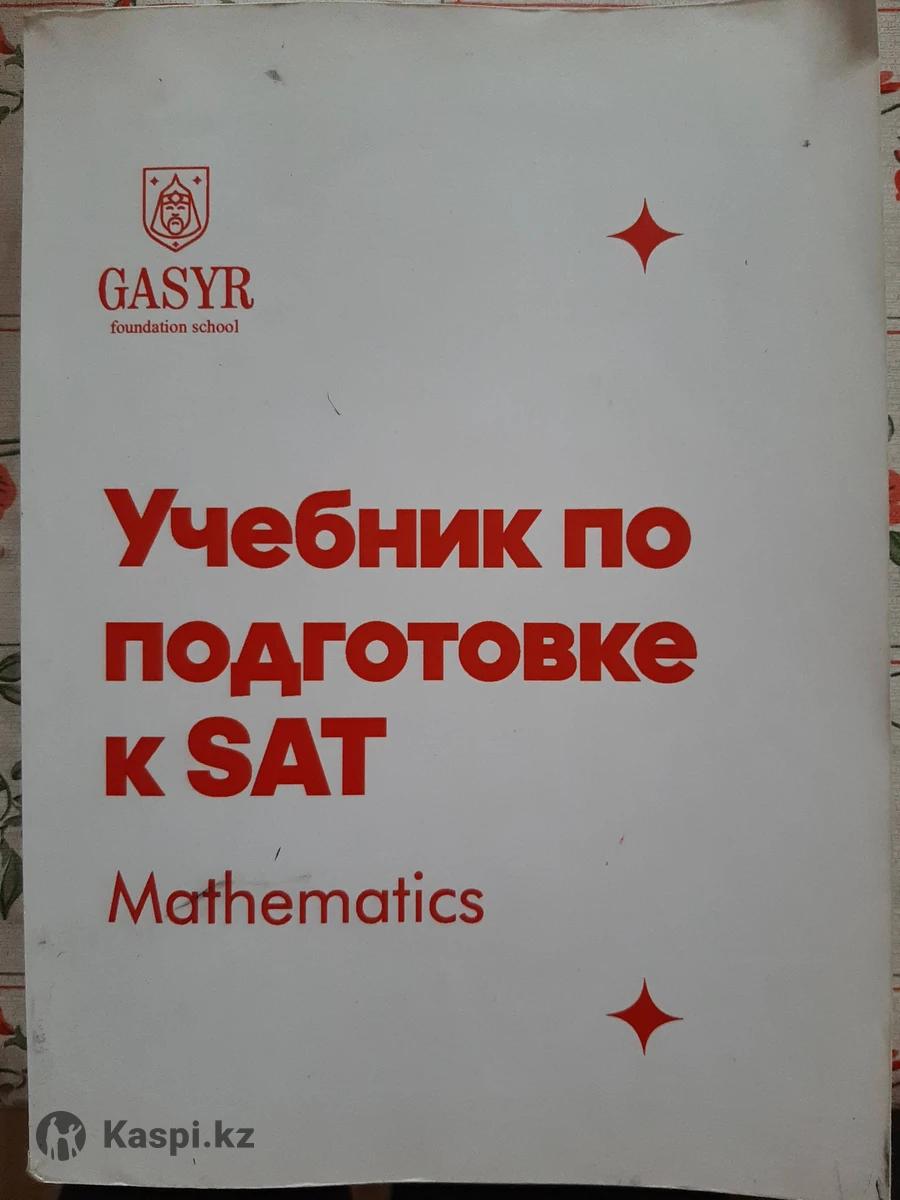 GASYR
foundation school
Учебник по
подготовке
к SAT
Mathematics
Kaspi.kz